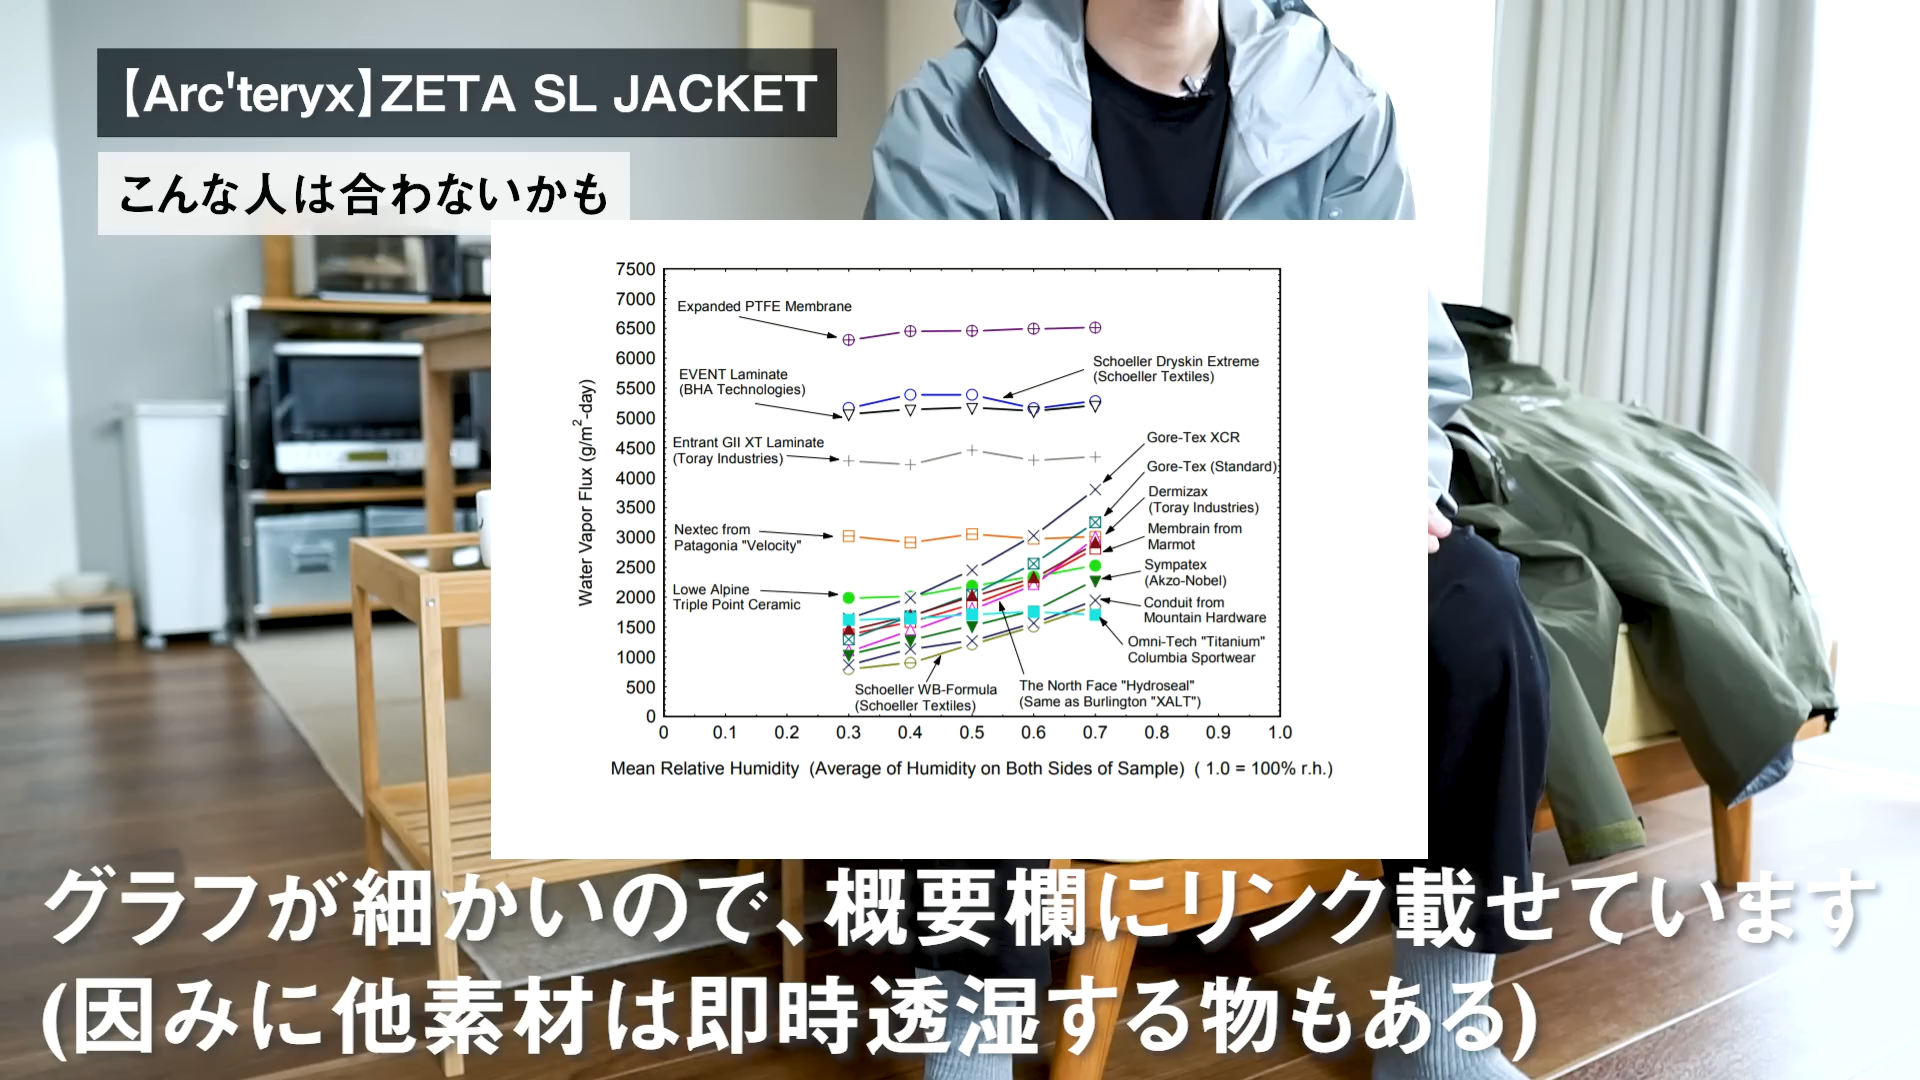 【Arc'teryx】ZETA SL JACKET
こんな人は合わないかも
7500
7000
6500
6000
5500
5000
4500
4000
3500
3000
2500
2000
1500
1000
500
0
Water Vapor Flux (g/m²-day)
Expanded PTFE Membrane
EVENT Laminate
(BHA Technologies)
Schoeller Dryskin Extreme
(Schoeller Textiles)
Entrant GII XT Laminate
(Toray Industries)
Gore-Tex XCR
Gore-Tex (Standard)
Dermizax
(Toray Industries)
Nextec from
Patagonia "Velocity"
Membrain from
Marmot
Sympatex
(Akzo-Nobel)
Lowe Alpine
Triple Point Ceramic
Conduit from
Mountain Hardware
Omni-Tech "Titanium"
Columbia Sportwear
Schoeller WB-Formula
(Schoeller Textiles)
The North Face "Hydroseal"
(Same as Burlington "XALT")
0 0.1 0.2 0.3 0.4 0.5 0.6 0.7 0.8 0.9 1.0
Mean Relative Humidity (Average of Humidity on Both Sides of Sample) ( 1.0 = 100% r.h.)
グラフが細かいので、概要欄にリンク載せています
(因みに他素材は即時透湿する物もある)